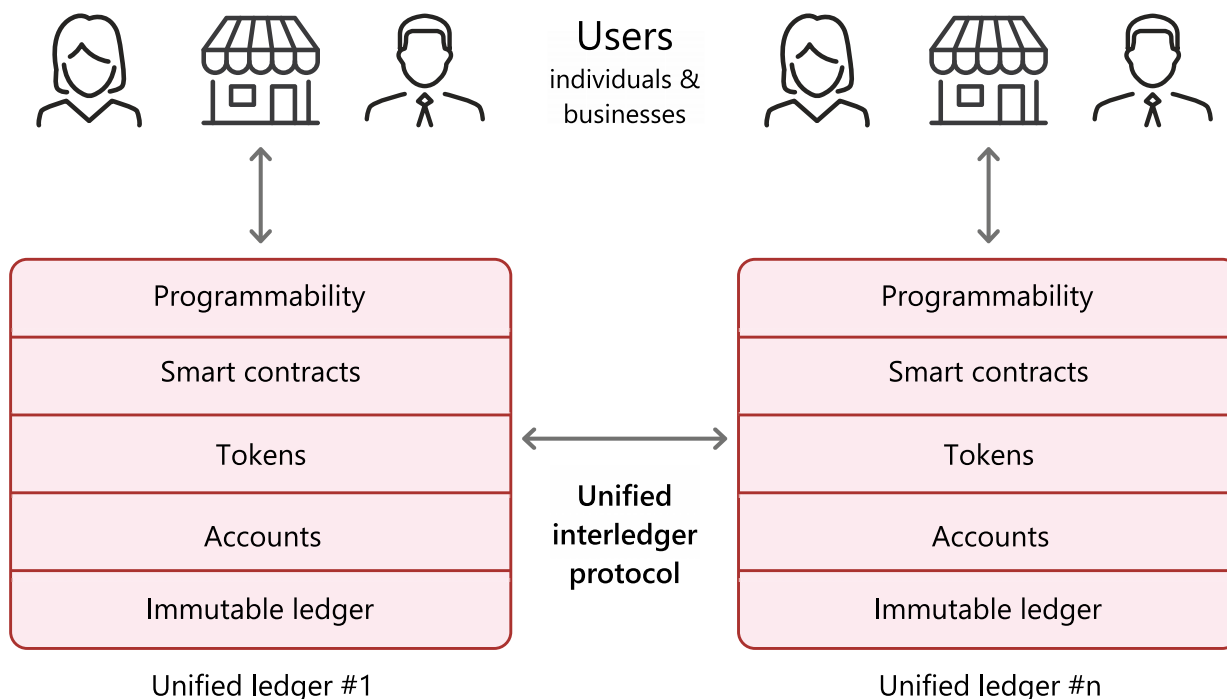 Users
individuals &
businesses
Programmability
Smart contracts
Tokens
Accounts
Immutable ledger
Unified ledger #1
Unified
interledger
protocol
Programmability
Smart contracts
Tokens
Accounts
Immutable ledger
Unified ledger #n